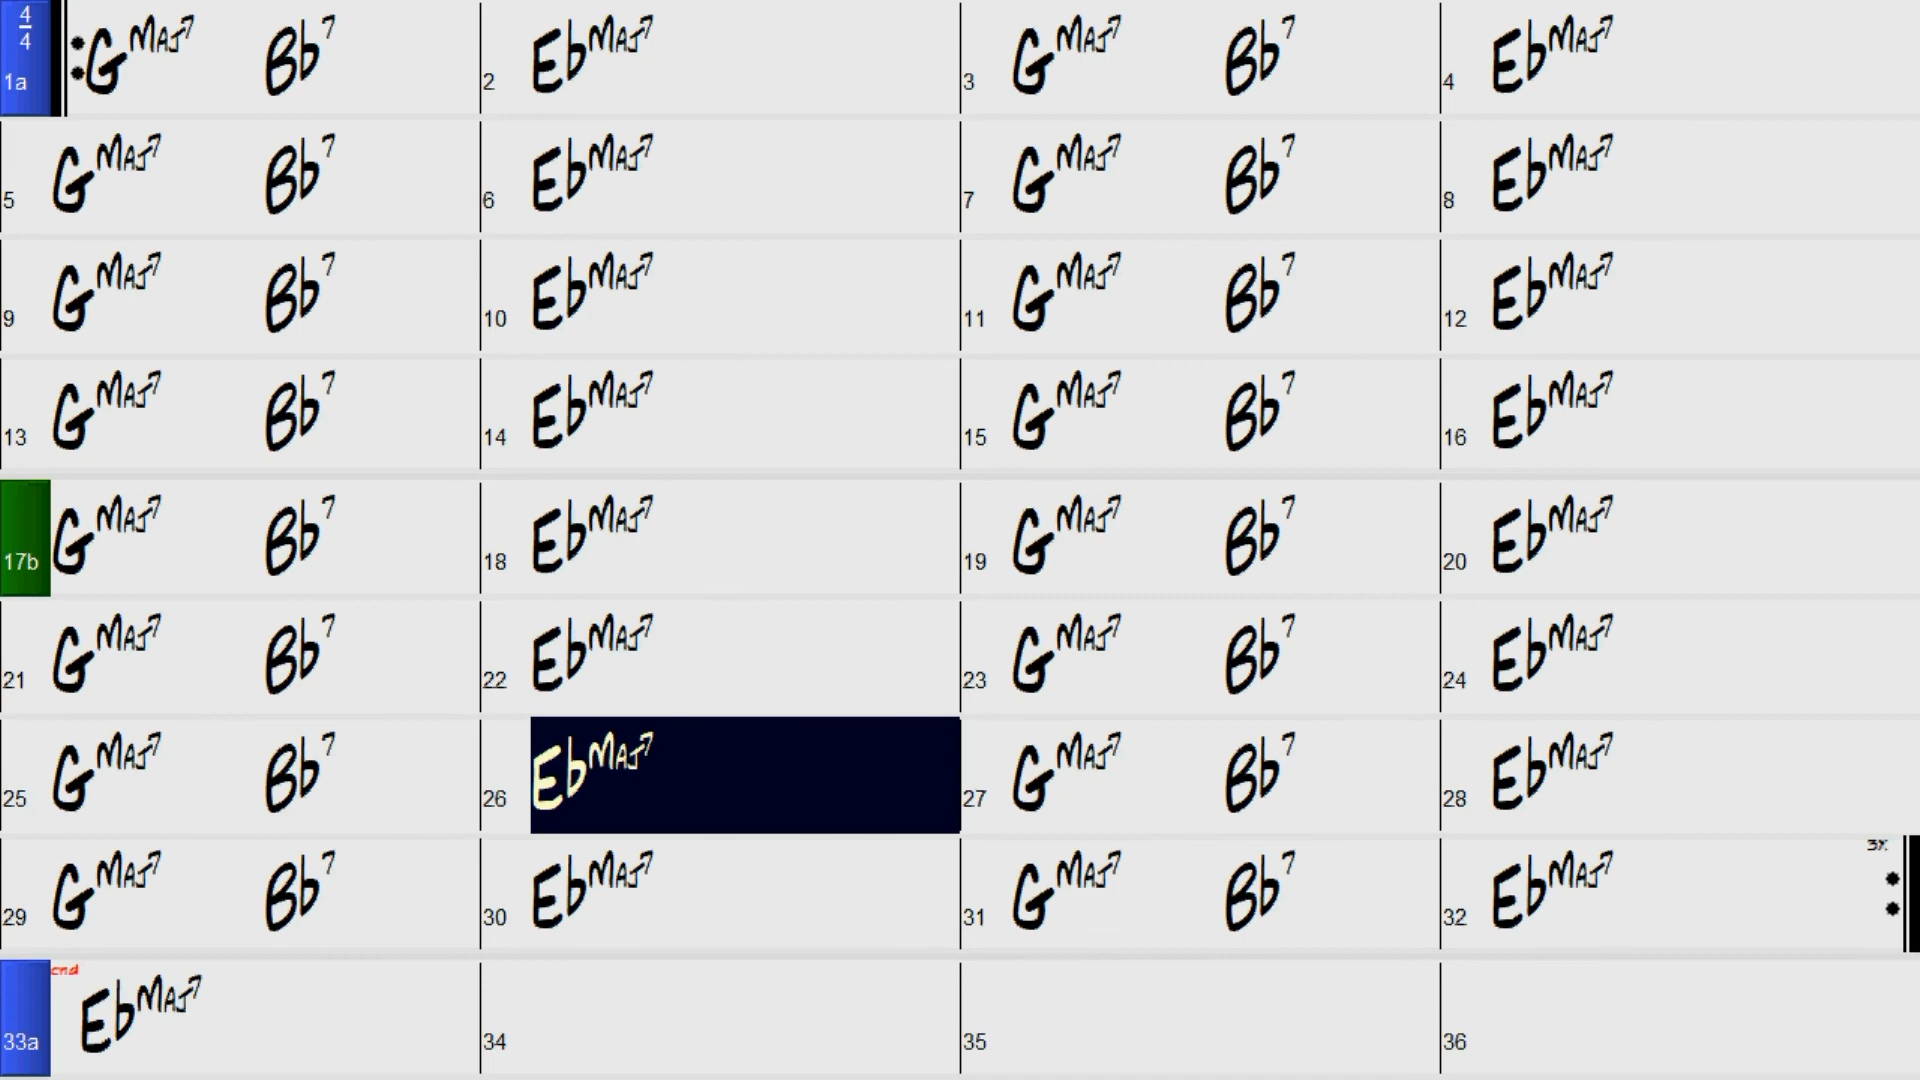 4
4
1a GMAJ7 Bb7 2 EbMAJ7 3 GMAJ7 Bb7 4 EbMAJ7
5 GMAJ7 Bb7 6 EbMAJ7 7 GMAJ7 Bb7 8 EbMAJ7
9 GMAJ7 Bb7 10 EbMAJ7 11 GMAJ7 Bb7 12 EbMAJ7
13 GMAJ7 Bb7 14 EbMAJ7 15 GMAJ7 Bb7 16 EbMAJ7
17b GMAJ7 Bb7 18 EbMAJ7 19 GMAJ7 Bb7 20 EbMAJ7
21 GMAJ7 Bb7 22 EbMAJ7 23 GMAJ7 Bb7 24 EbMAJ7
25 GMAJ7 Bb7 26 EbMAJ7 27 GMAJ7 Bb7 28 EbMAJ7
3x
29 GMAJ7 Bb7 30 EbMAJ7 31 GMAJ7 Bb7 32 EbMAJ7
end
33a EbMAJ7 34 35 36